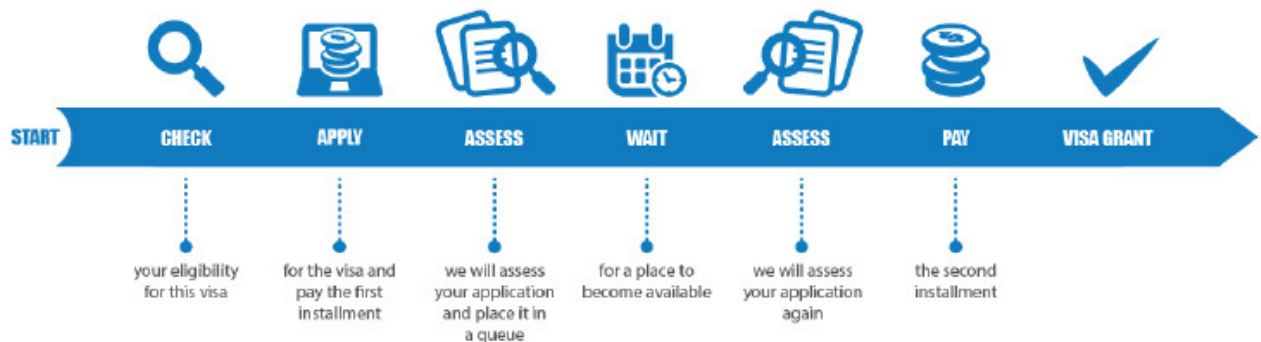 START
CHECK
APPLY
ASSESS
WAIT
ASSESS
PAY
VISA GRANT
your eligibility
for this visa
for the visa and
pay the first
installment
we will assess
your application
and place it in
a queue
for a place to
become available
we will assess
your application
again
the second
installment